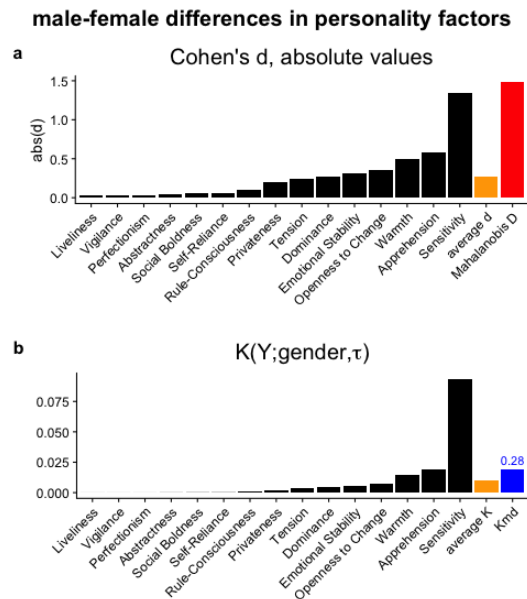 male-female differences in personality factors
a
Cohen's d, absolute values
abs(d)
1.5
1.0
0.5
0.0
Liveliness
Vigilance
Perfectionism
Abstractness
Social Boldness
Self-Reliance
Rule-Consciousness
Privateness
Tension
Dominance
Emotional Stability
Openness to Change
Warmth
Apprehension
Sensitivity
average d
Mahalanobis D
b
K(Y;gender,τ)
0.075
0.050
0.025
0.000
0.28
Liveliness
Vigilance
Perfectionism
Abstractness
Social Boldness
Self-Reliance
Rule-Consciousness
Privateness
Tension
Dominance
Emotional Stability
Openness to Change
Warmth
Apprehension
Sensitivity
average K
Kmd